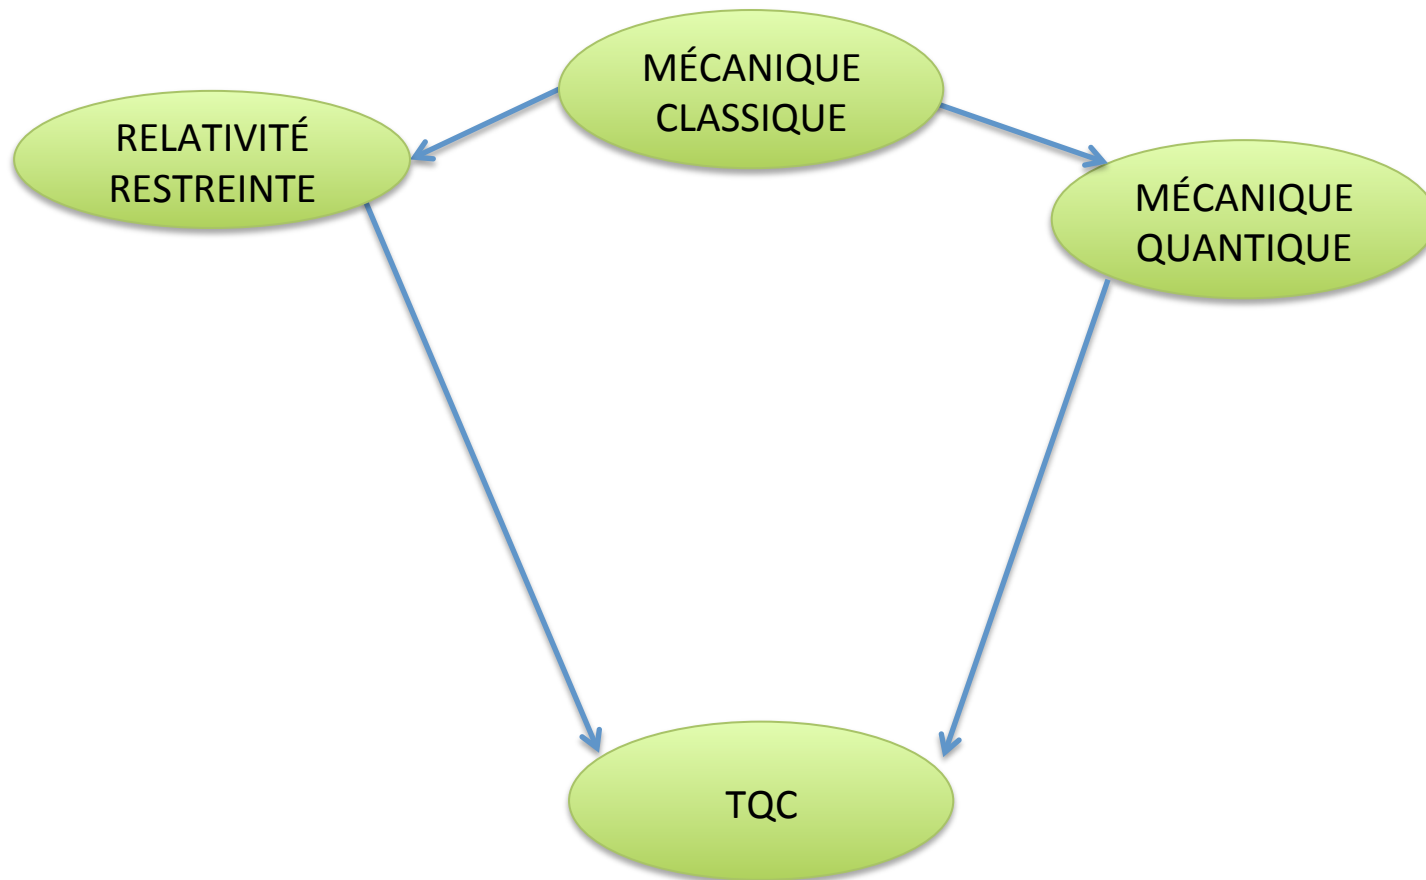 MÉCANIQUE
CLASSIQUE
RELATIVITÉ
RESTREINTE
MÉCANIQUE
QUANTIQUE
TQC